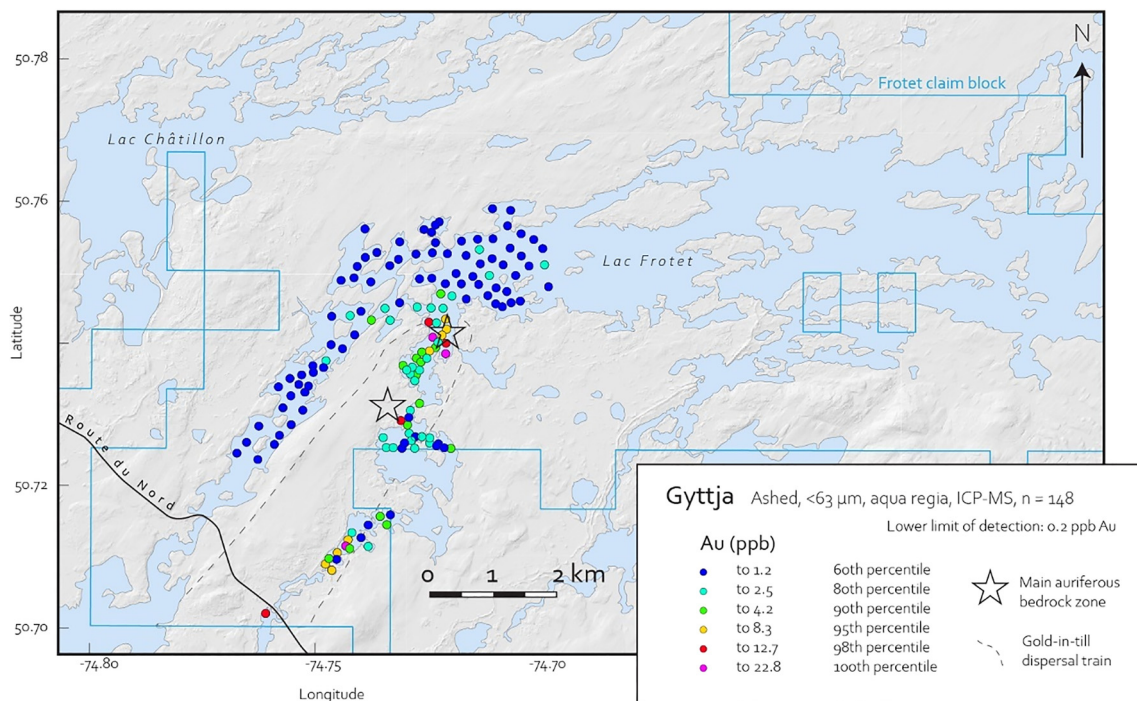 50.78
50.76
50.74
50.72
50.70
Latitude
-74.80
-74.75
-74.70
Longitude
N
Frotet claim block
Lac Châtillon
Lac Frotet
Route du Nord
0 1 2 km
Gyttja Ashed, <63 µm, aqua regia, ICP-MS, n = 148
Lower limit of detection: 0.2 ppb Au
Au (ppb)
to 1.2 60th percentile
to 2.5 80th percentile
to 4.2 90th percentile
to 8.3 95th percentile
to 12.7 98th percentile
to 22.8 100th percentile
Main auriferous
bedrock zone
Gold-in-till
dispersal train